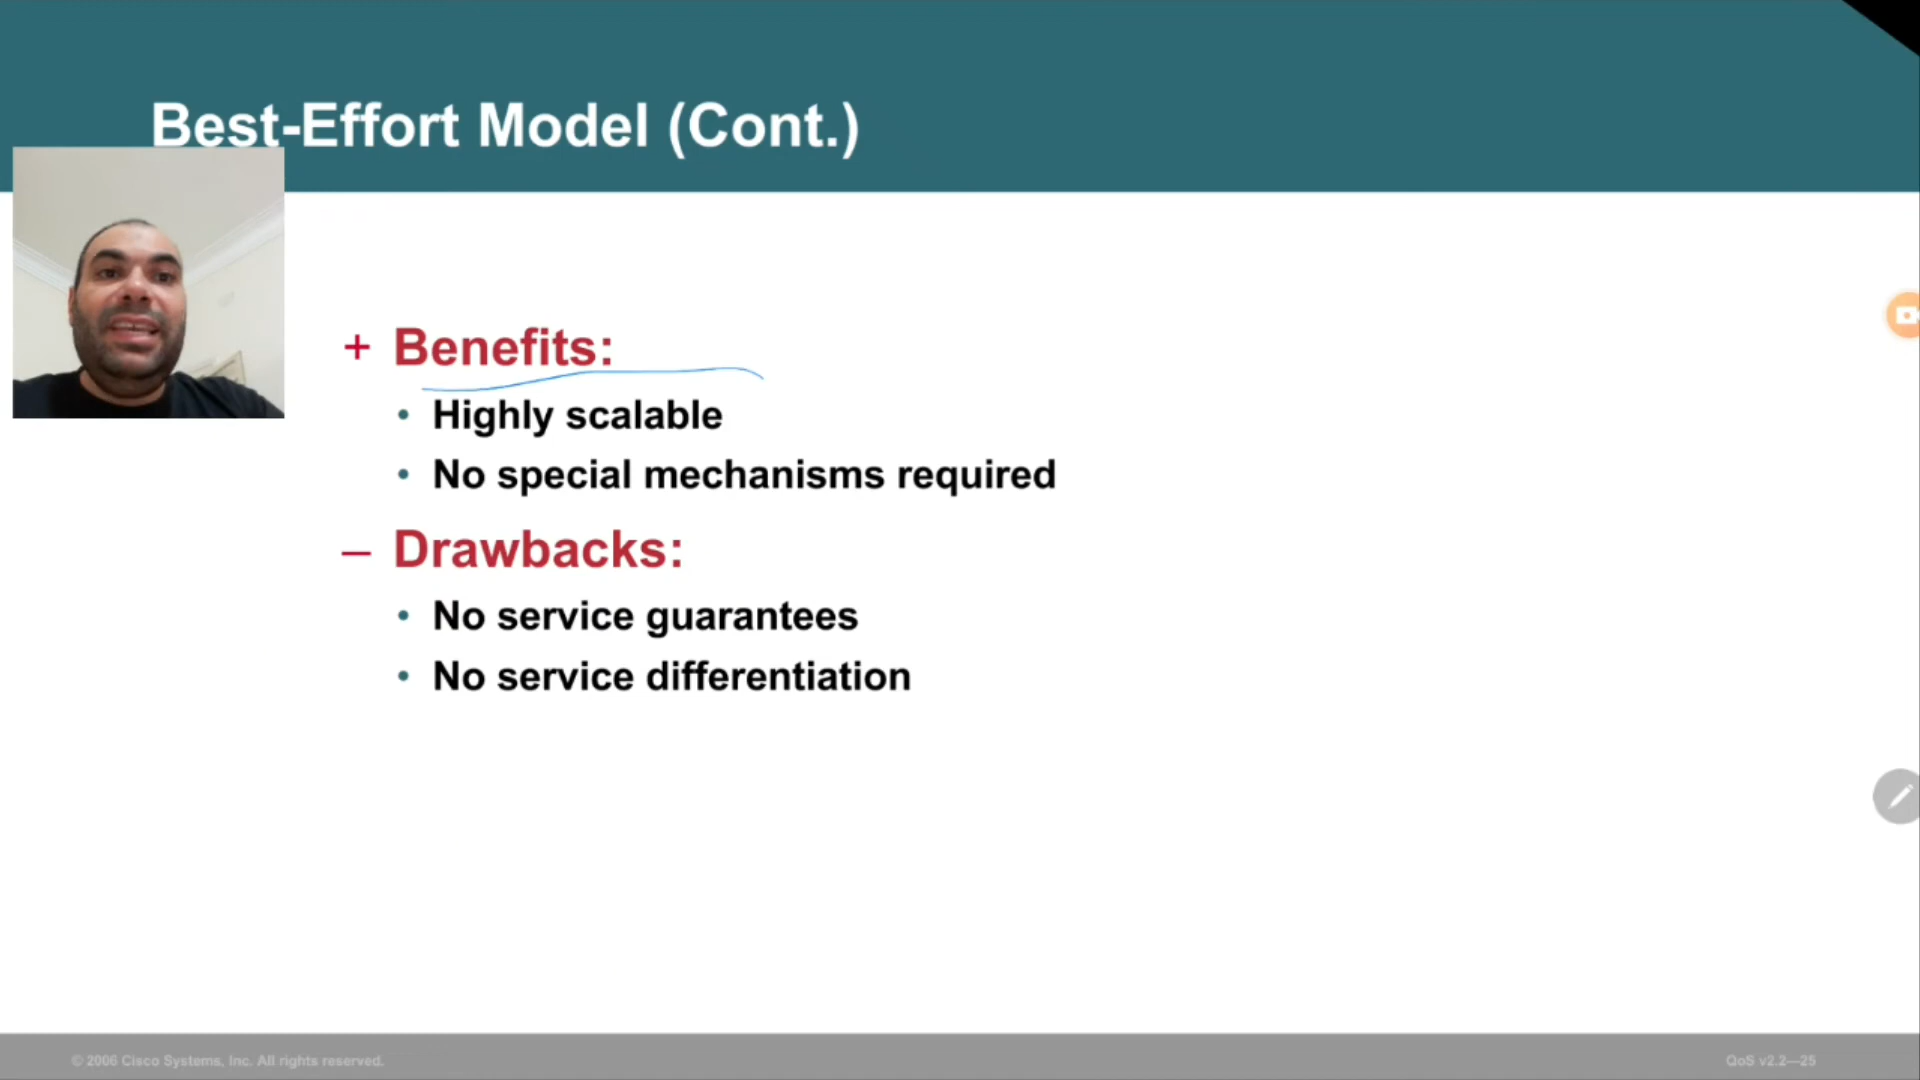 Best-Effort Model (Cont.)
+ Benefits:
• Highly scalable
• No special mechanisms required
– Drawbacks:
• No service guarantees
• No service differentiation
© 2006 Cisco Systems, Inc. All rights reserved.
QoS v2.2—25